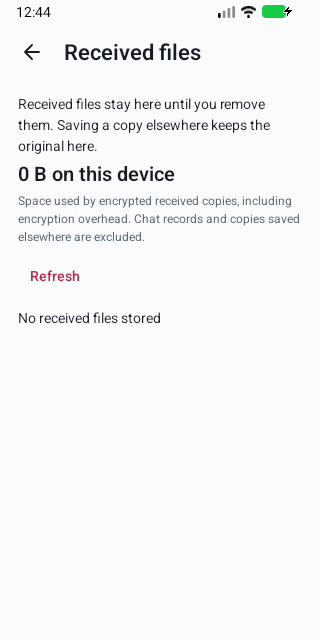 12:44
Received files
Received files stay here until you remove
them. Saving a copy elsewhere keeps the
original here.
0 B on this device
Space used by encrypted received copies, including
encryption overhead. Chat records and copies saved
elsewhere are excluded.
Refresh
No received files stored